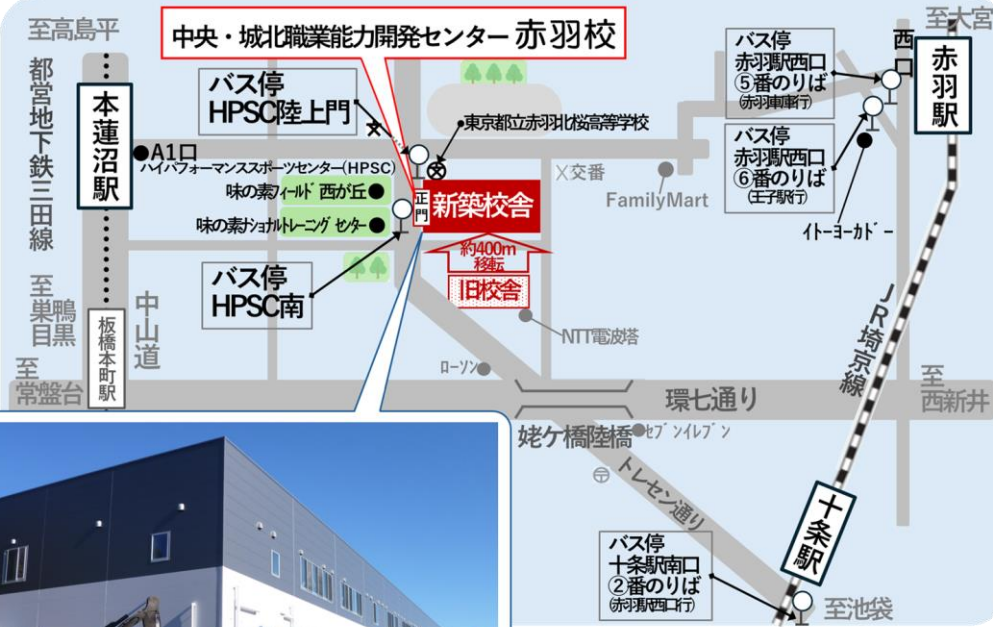 至高島平
中央・城北職業能力開発センター 赤羽校
至大宮
都営地下鉄三田線
本蓮沼駅
A1口
バス停
HPSC陸上門
東京都立赤羽北桜高等学校
ハイパフォーマンススポーツセンター(HPSC)
味の素フィールド 西が丘
味の素ナショナルトレーニング センター
正門
新築校舎
約400m
移転
旧校舎
バス停
HPSC南
X交番
FamilyMart
バス停
赤羽駅西口
⑤番のりば
(赤羽車庫行)
バス停
赤羽駅西口
⑥番のりば
(王子駅行)
西口
赤羽駅
イトーヨーカドー
JR埼京線
至
巣鴨
目黒
中山道
板橋本町駅
至
常盤台
NTT電波塔
ローソン
環七通り
至
西新井
姥ケ橋陸橋
セブンイレブン
トレセン通り
バス停
十条駅南口
②番のりば
(赤羽駅西口行)
十条駅
至池袋